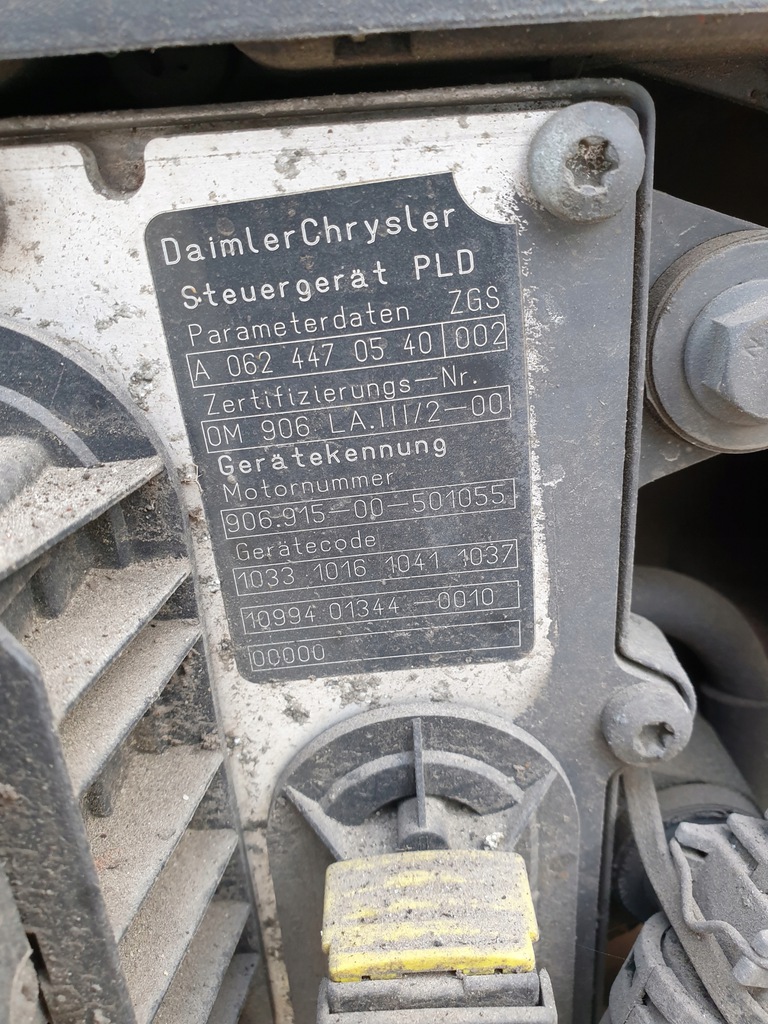 DaimlerChrysler
Steuergerät PLD
Parameterdaten ZGS
A 062 447 05 40 002
Zertifizierungs-Nr.
OM 906 LA.III/2-00
Gerätekennung
Motornummer
906.915-00-501055
Gerätecode
1033 1016 1041 1037
10994 01344 -0010
00000